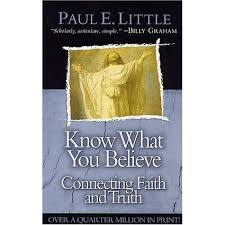 PAUL E. LITTLE
"Scholarly, articulate, simple." —BILLY GRAHAM
Know What
You Believe
Connecting Faith
and Truth
OVER A QUARTER MILLION IN PRINT!